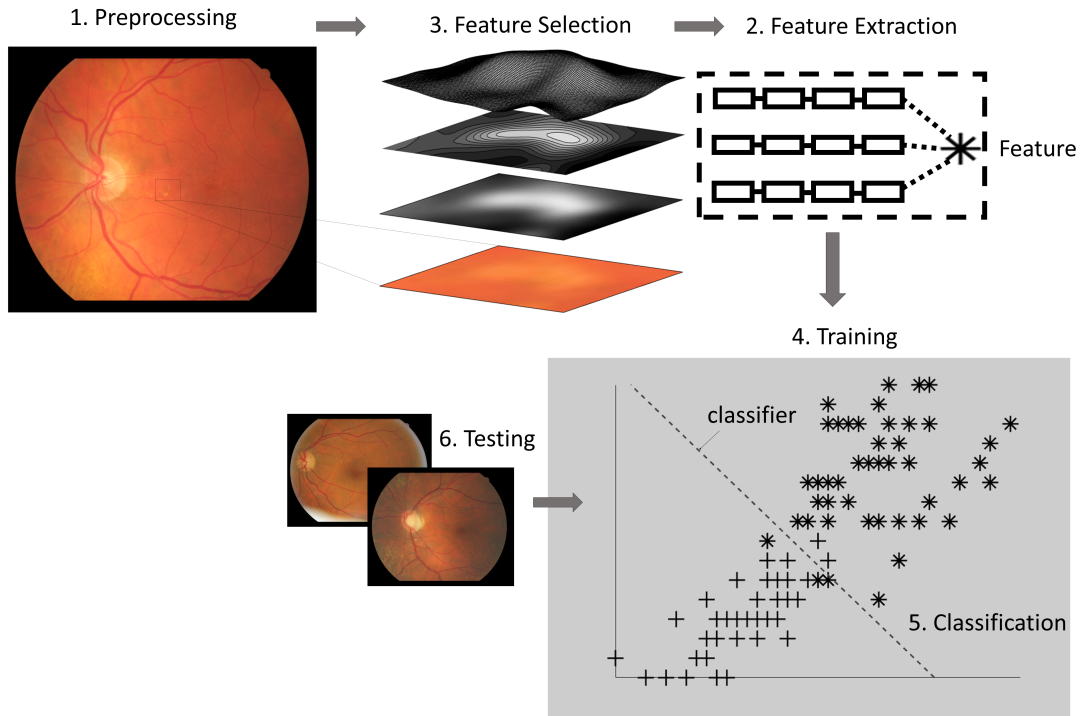 1. Preprocessing
3. Feature Selection
2. Feature Extraction
Feature
4. Training
classifier
6. Testing
5. Classification